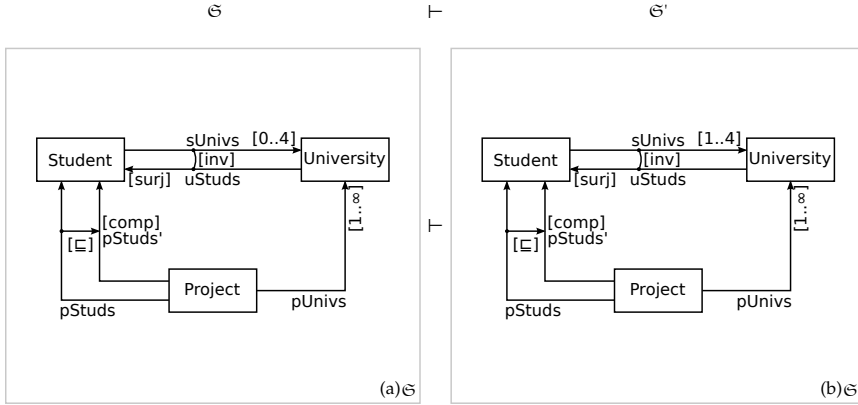 𝔖 ⊢ 𝔖'
sUnivs [0..4]
Student [inv] University
[surj] uStuds
[1..∞]
[comp]
[⊑] pStuds'
Project
pStuds pUnivs
(a)𝔖
⊢
sUnivs [1..4]
Student [inv] University
[surj] uStuds
[1..∞]
[comp]
[⊑] pStuds'
Project
pStuds pUnivs
(b)𝔖